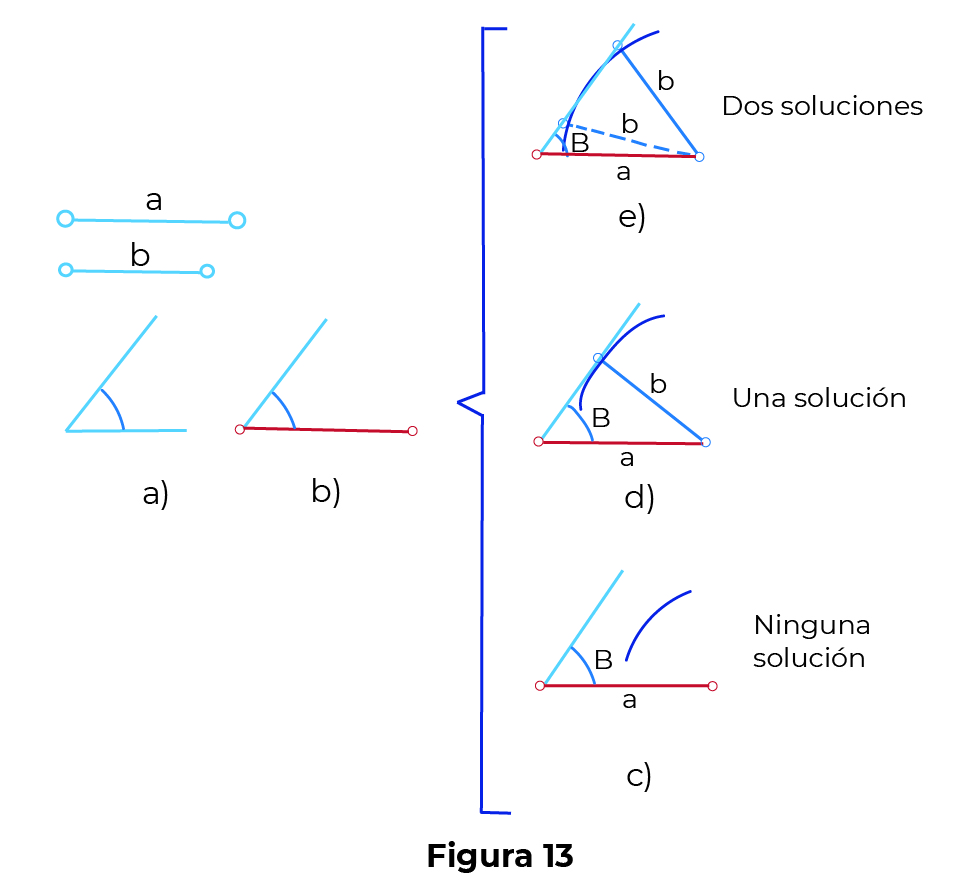 a
b
a)
b)
b
b
B
a
Dos soluciones
e)
b
B
a
Una solución
d)
B
a
Ninguna
solución
c)
Figura 13